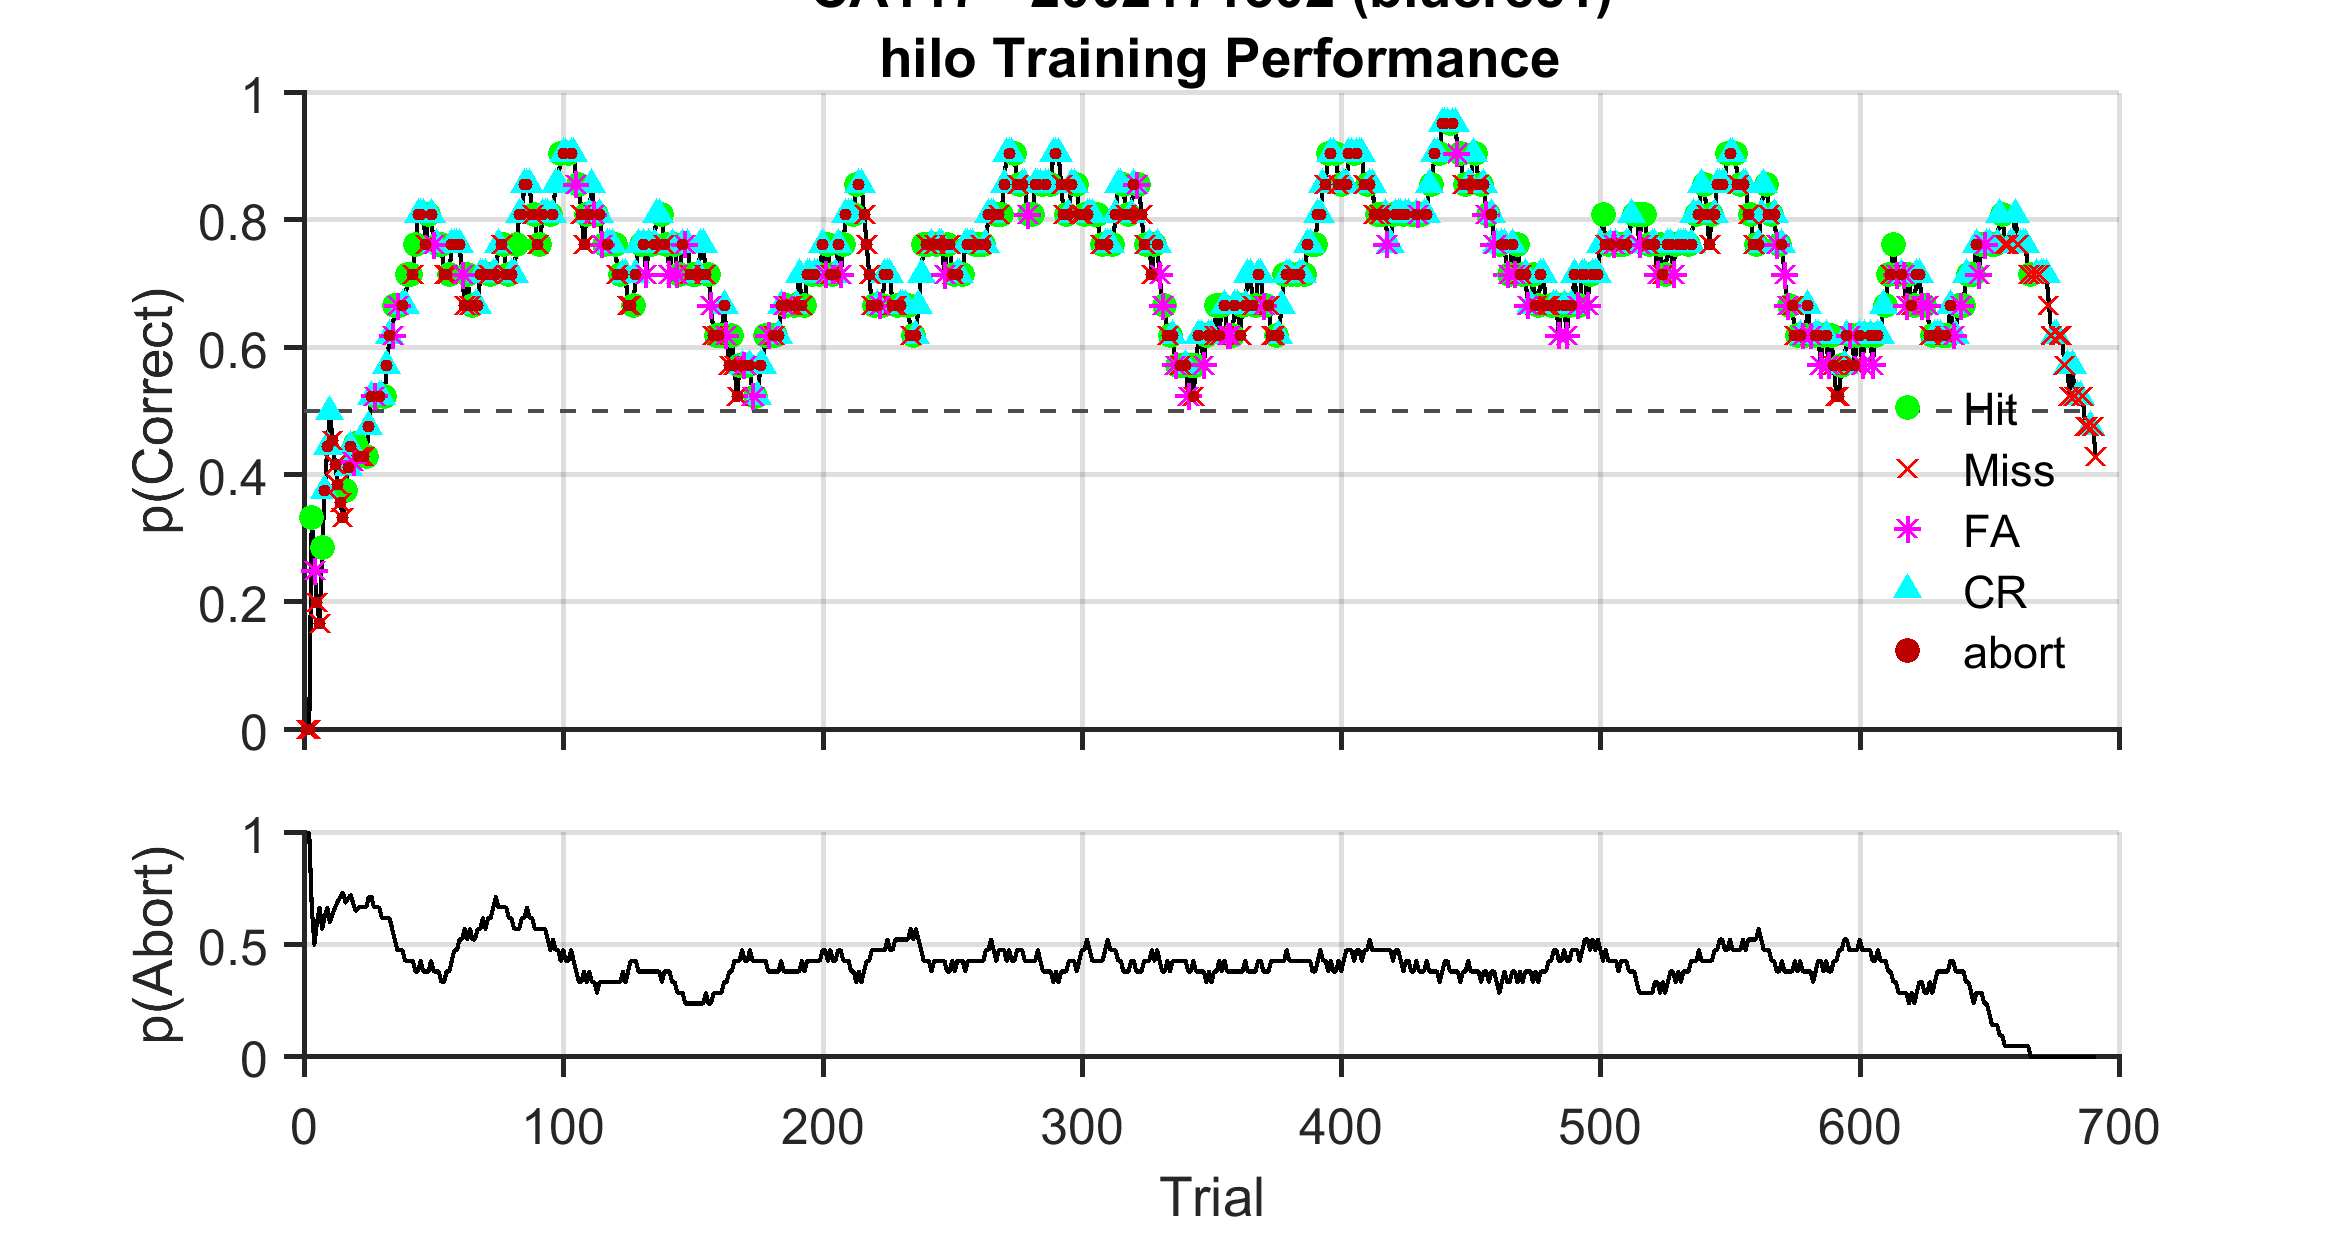 hilo Training Performance
p(Correct)
1
0.8
0.6
0.4
0.2
0
Hit
Miss
FA
CR
abort
p(Abort)
1
0.5
0
0 100 200 300 400 500 600 700
Trial